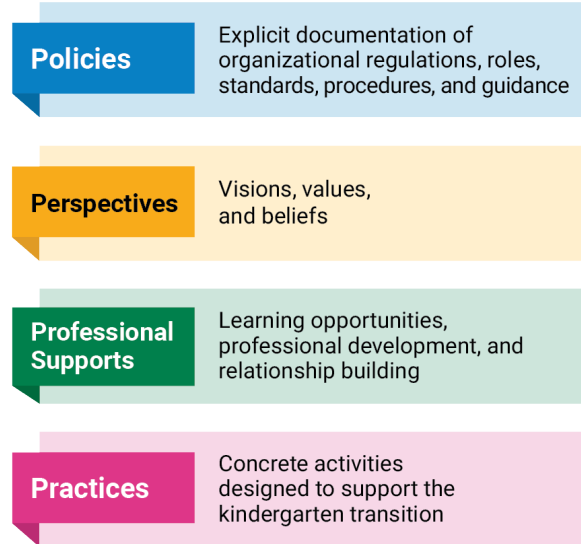 Policies
Explicit documentation of
organizational regulations, roles,
standards, procedures, and guidance
Perspectives
Visions, values,
and beliefs
Professional
Supports
Learning opportunities,
professional development, and
relationship building
Practices
Concrete activities
designed to support the
kindergarten transition